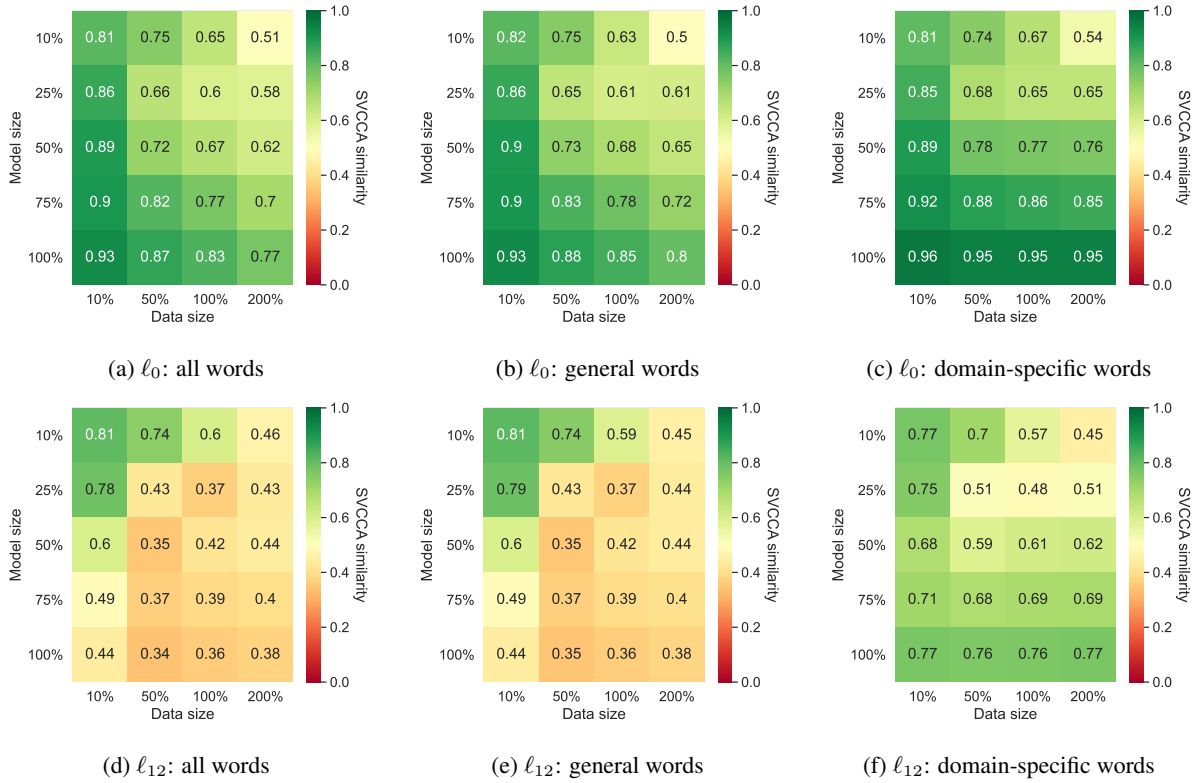 10% 0.81 0.75 0.65 0.51
25% 0.86 0.66 0.6 0.58
50% 0.89 0.72 0.67 0.62
75% 0.9 0.82 0.77 0.7
100% 0.93 0.87 0.83 0.77
10% 50% 100% 200%
Data size
Model size
1.0
0.8
0.6
0.4
0.2
0.0
SVCCA similarity
(a) ℓ₀: all words
10% 0.82 0.75 0.63 0.5
25% 0.86 0.65 0.61 0.61
50% 0.9 0.73 0.68 0.65
75% 0.9 0.83 0.78 0.72
100% 0.93 0.88 0.85 0.8
10% 50% 100% 200%
Data size
Model size
1.0
0.8
0.6
0.4
0.2
0.0
SVCCA similarity
(b) ℓ₀: general words
10% 0.81 0.74 0.67 0.54
25% 0.85 0.68 0.65 0.65
50% 0.89 0.78 0.77 0.76
75% 0.92 0.88 0.86 0.85
100% 0.96 0.95 0.95 0.95
10% 50% 100% 200%
Data size
Model size
1.0
0.8
0.6
0.4
0.2
0.0
SVCCA similarity
(c) ℓ₀: domain-specific words
10% 0.81 0.74 0.6 0.46
25% 0.78 0.43 0.37 0.43
50% 0.6 0.35 0.42 0.44
75% 0.49 0.37 0.39 0.4
100% 0.44 0.34 0.36 0.38
10% 50% 100% 200%
Data size
Model size
1.0
0.8
0.6
0.4
0.2
0.0
SVCCA similarity
(d) ℓ₁₂: all words
10% 0.81 0.74 0.59 0.45
25% 0.79 0.43 0.37 0.44
50% 0.6 0.35 0.42 0.44
75% 0.49 0.37 0.39 0.4
100% 0.44 0.35 0.36 0.38
10% 50% 100% 200%
Data size
Model size
1.0
0.8
0.6
0.4
0.2
0.0
SVCCA similarity
(e) ℓ₁₂: general words
10% 0.77 0.7 0.57 0.45
25% 0.75 0.51 0.48 0.51
50% 0.68 0.59 0.61 0.62
75% 0.71 0.68 0.69 0.69
100% 0.77 0.76 0.76 0.77
10% 50% 100% 200%
Data size
Model size
1.0
0.8
0.6
0.4
0.2
0.0
SVCCA similarity
(f) ℓ₁₂: domain-specific words